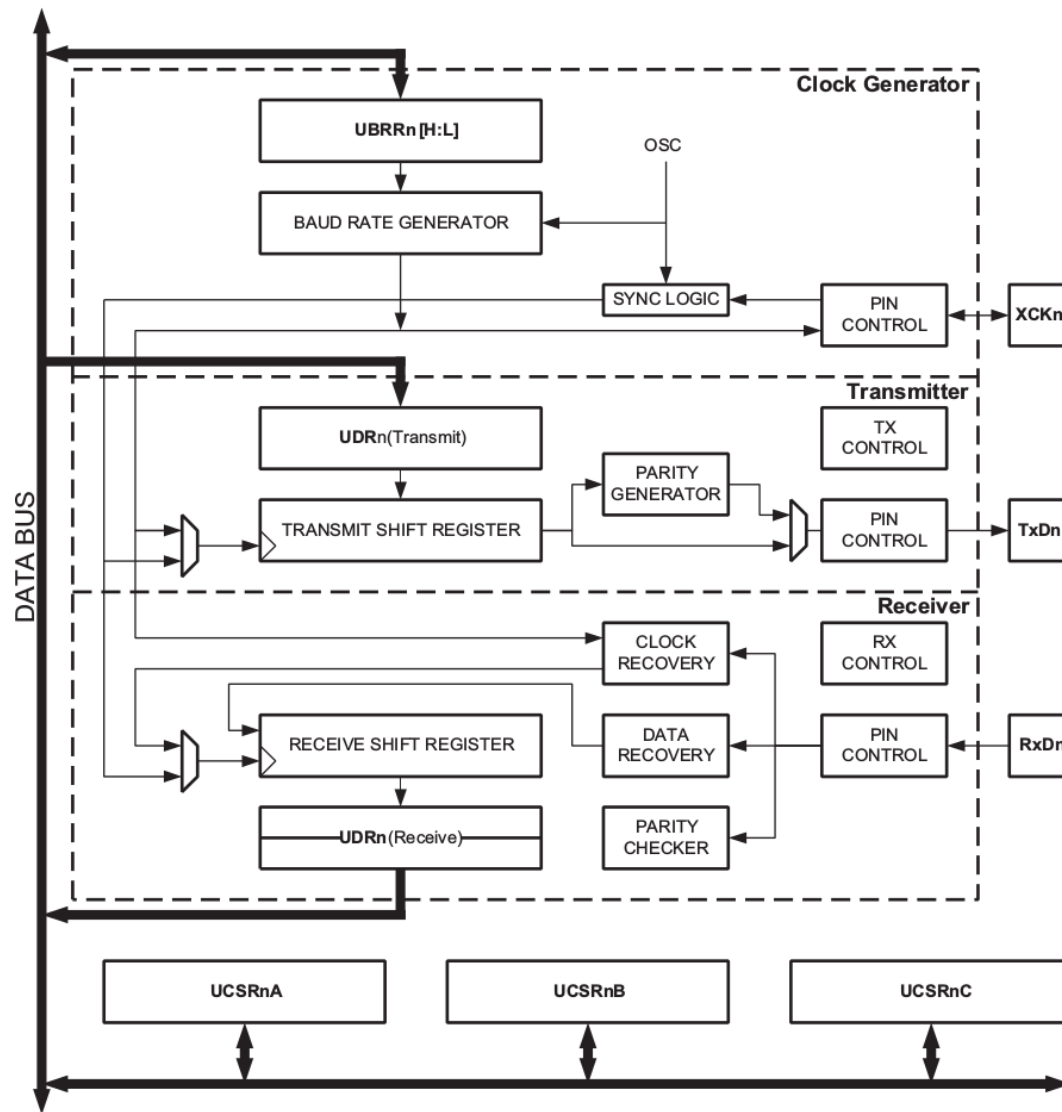 Clock Generator
UBRRn [H:L]
OSC
BAUD RATE GENERATOR
SYNC LOGIC
PIN
CONTROL
XCKn
Transmitter
UDRn(Transmit)
TX
CONTROL
PARITY
GENERATOR
TRANSMIT SHIFT REGISTER
PIN
CONTROL
TxDn
DATA BUS
Receiver
CLOCK
RECOVERY
RX
CONTROL
RECEIVE SHIFT REGISTER
DATA
RECOVERY
PIN
CONTROL
RxDn
UDRn(Receive)
PARITY
CHECKER
UCSRnA
UCSRnB
UCSRnC